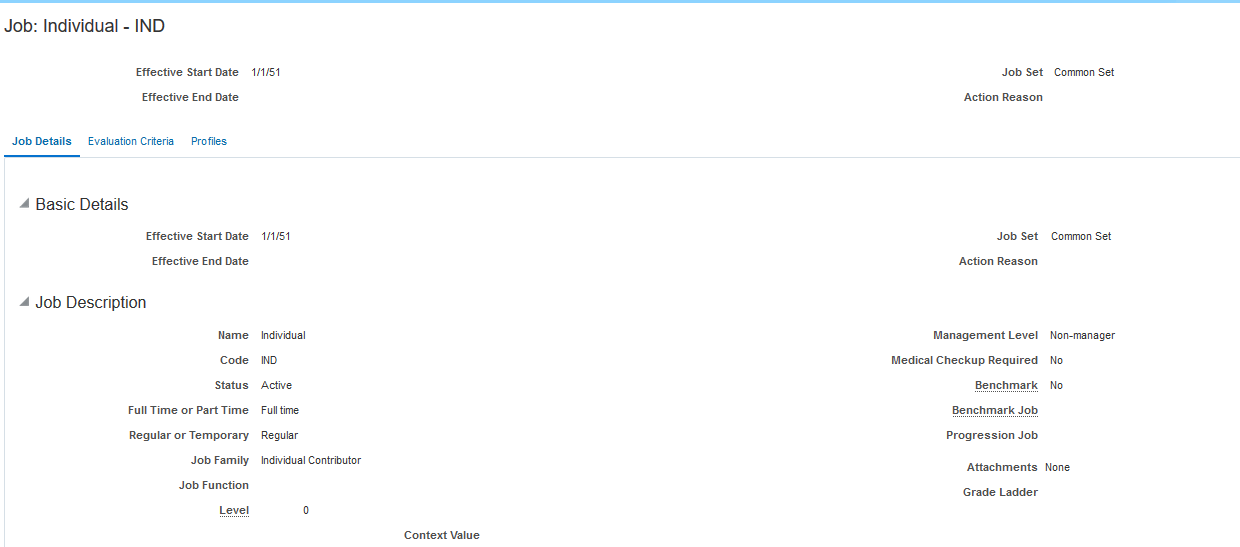 Job: Individual - IND
Effective Start Date 1/1/51 Job Set Common Set
Effective End Date Action Reason
Job Details Evaluation Criteria Profiles
Basic Details
Effective Start Date 1/1/51 Job Set Common Set
Effective End Date Action Reason
Job Description
Name Individual Management Level Non-manager
Code IND Medical Checkup Required No
Status Active Benchmark No
Full Time or Part Time Full time Benchmark Job
Regular or Temporary Regular Progression Job
Job Family Individual Contributor Attachments None
Job Function Grade Ladder
Level 0
Context Value